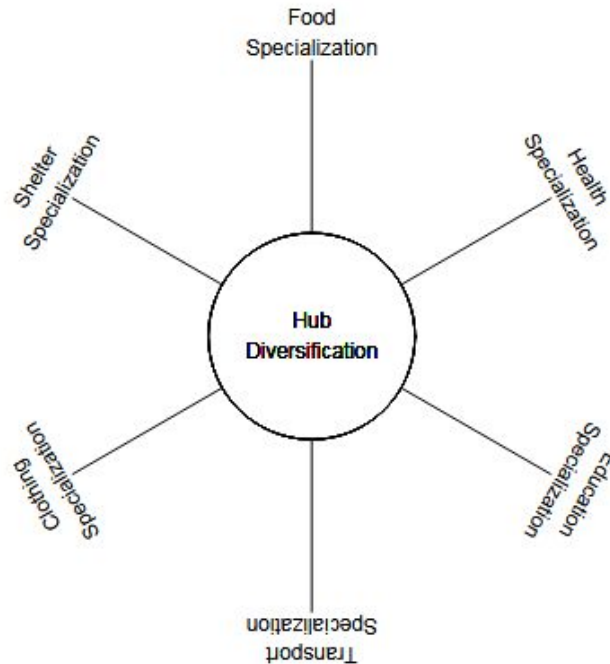 Food
Specialization
Health
Specialization
Education
Specialization
Transport
Specialization
Clothing
Specialization
Shelter
Specialization
Hub
Diversification